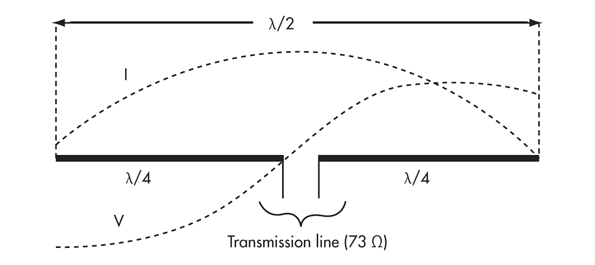 λ/2
I
λ/4
λ/4
V
Transmission line (73 Ω)